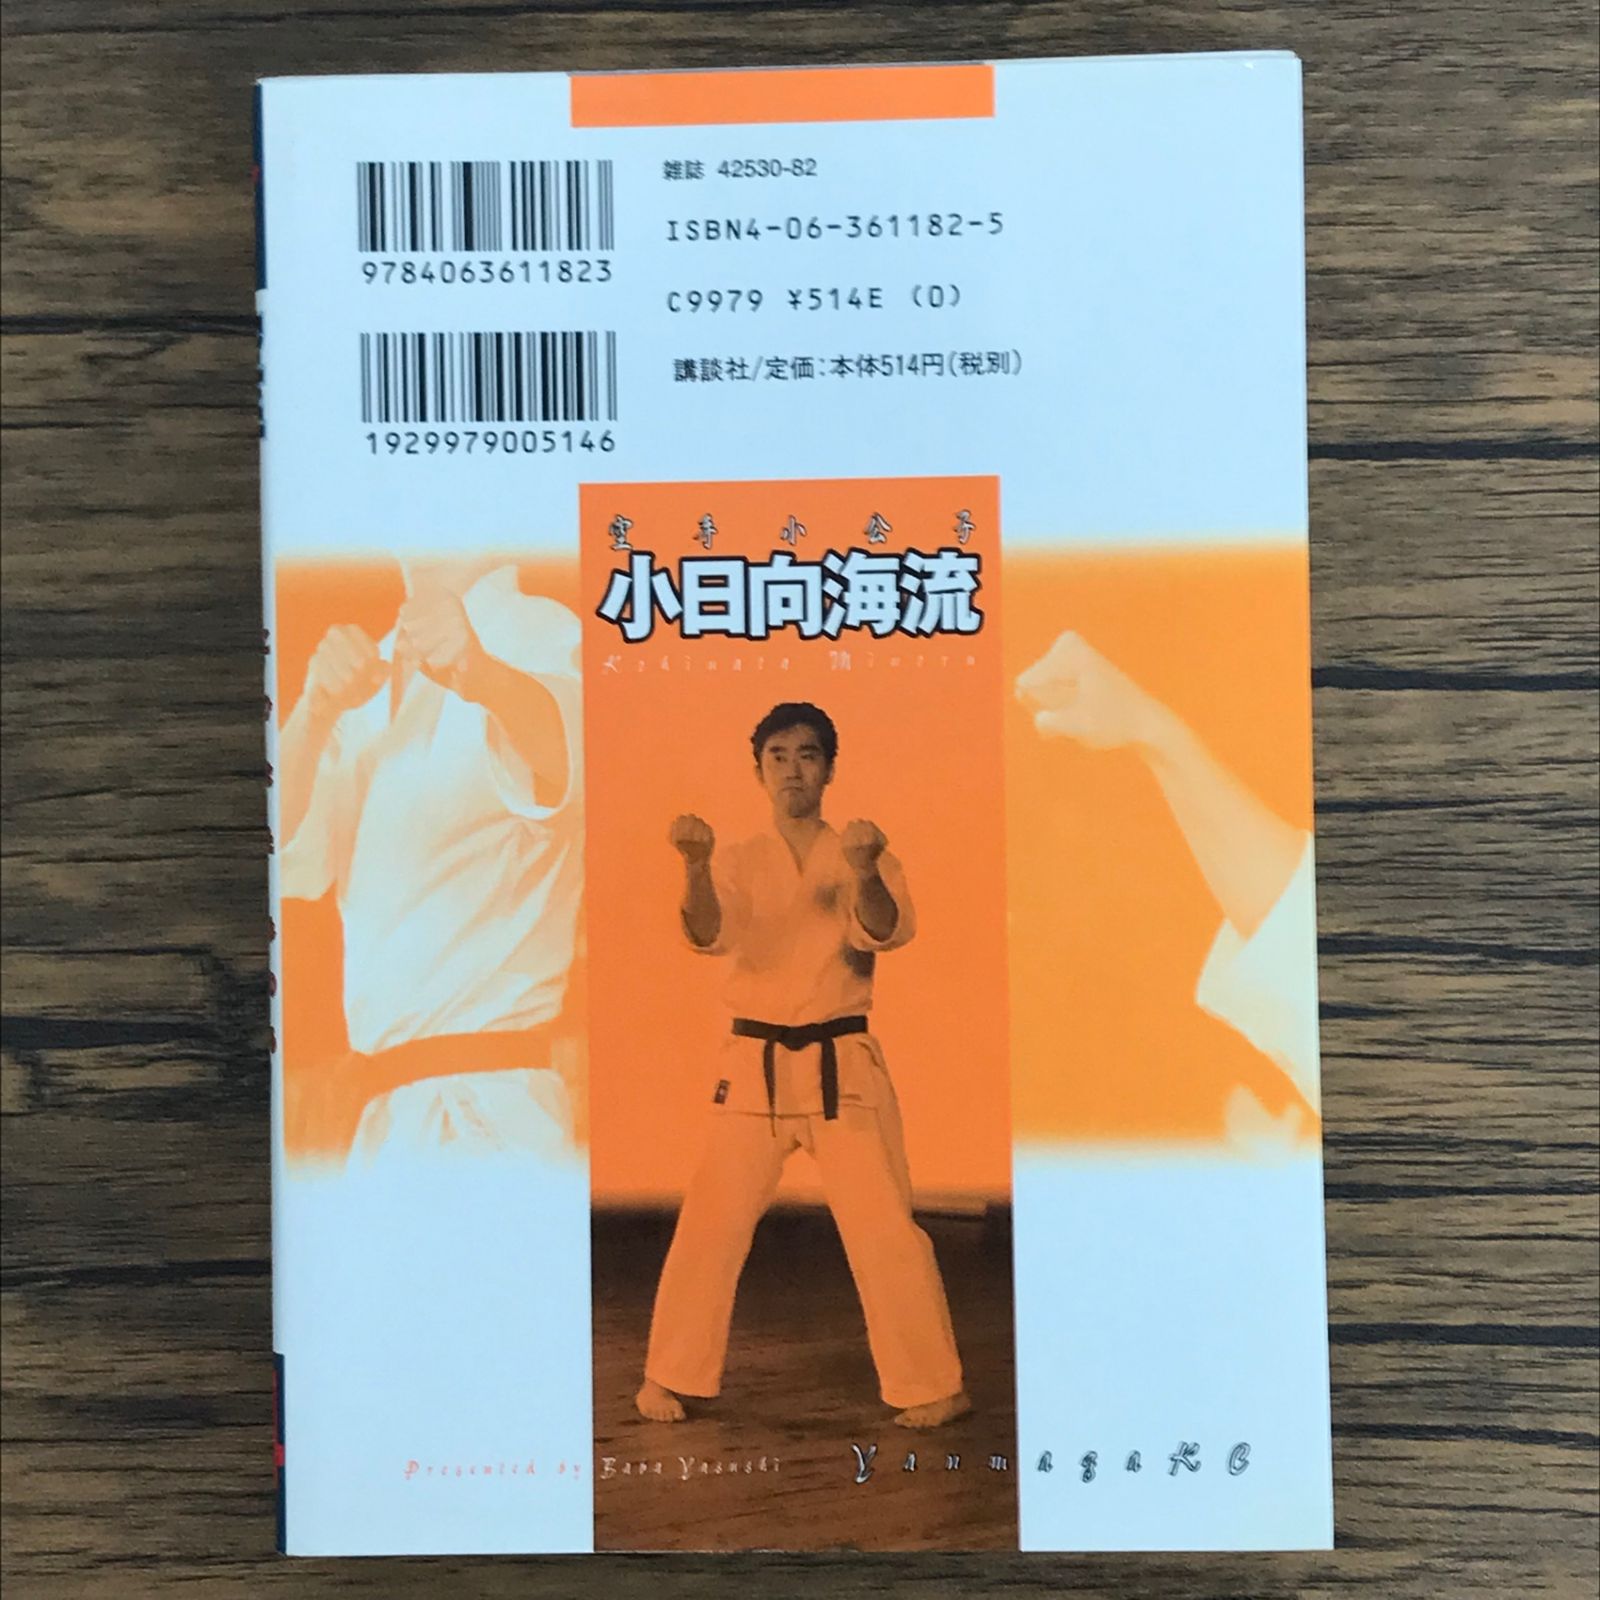 雑誌 42530-82
ISBN4-06-361182-5
9784063611823
C9979 ¥514E (0)
講談社/定価:本体514円(税別)
1929979005146
空手小公子
小日向海流
Kohinata Minoru
Presented by Baba Yasushi
YanmagaKC